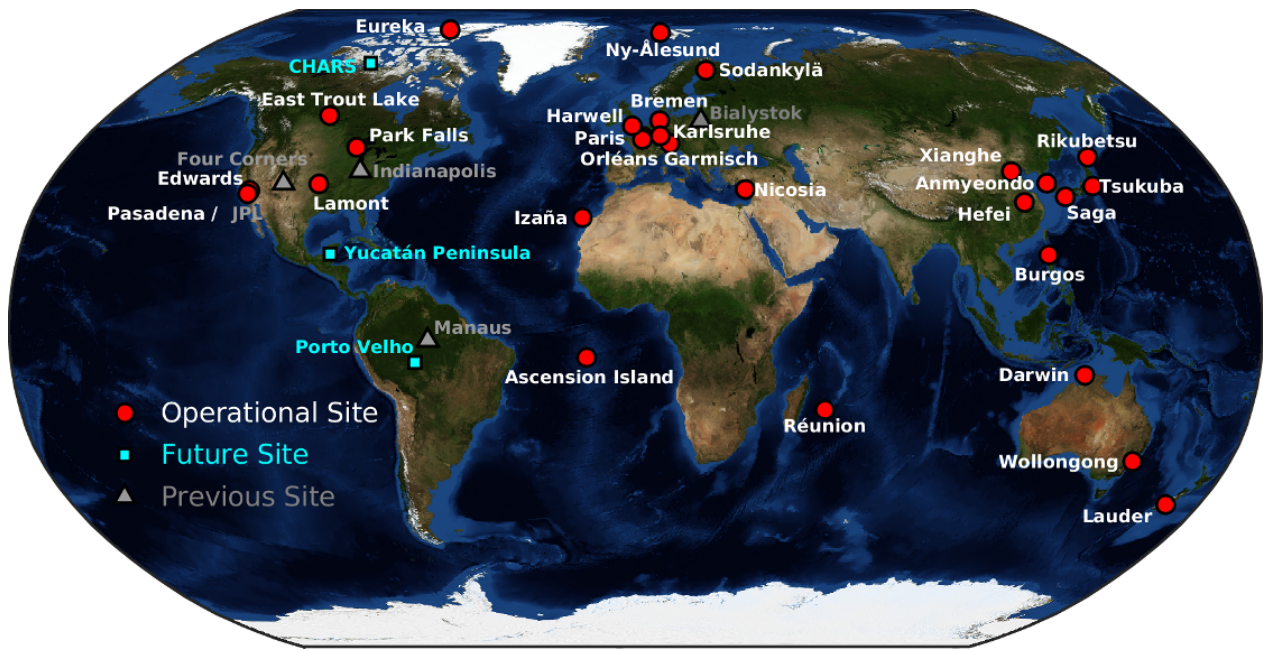 Eureka
Ny-Ålesund
CHARS
Sodankylä
East Trout Lake
Bremen
Harwell
Bialystok
Park Falls
Paris
Karlsruhe
Rikubetsu
Four Corners
Orléans Garmisch
Xianghe
Indianapolis
Edwards
Anmyeondo
Tsukuba
Nicosia
Lamont
Pasadena / JPL
Izaña
Hefei
Saga
Yucatán Peninsula
Burgos
Manaus
Porto Velho
Ascension Island
Darwin
Réunion
Operational Site
Future Site
Previous Site
Wollongong
Lauder